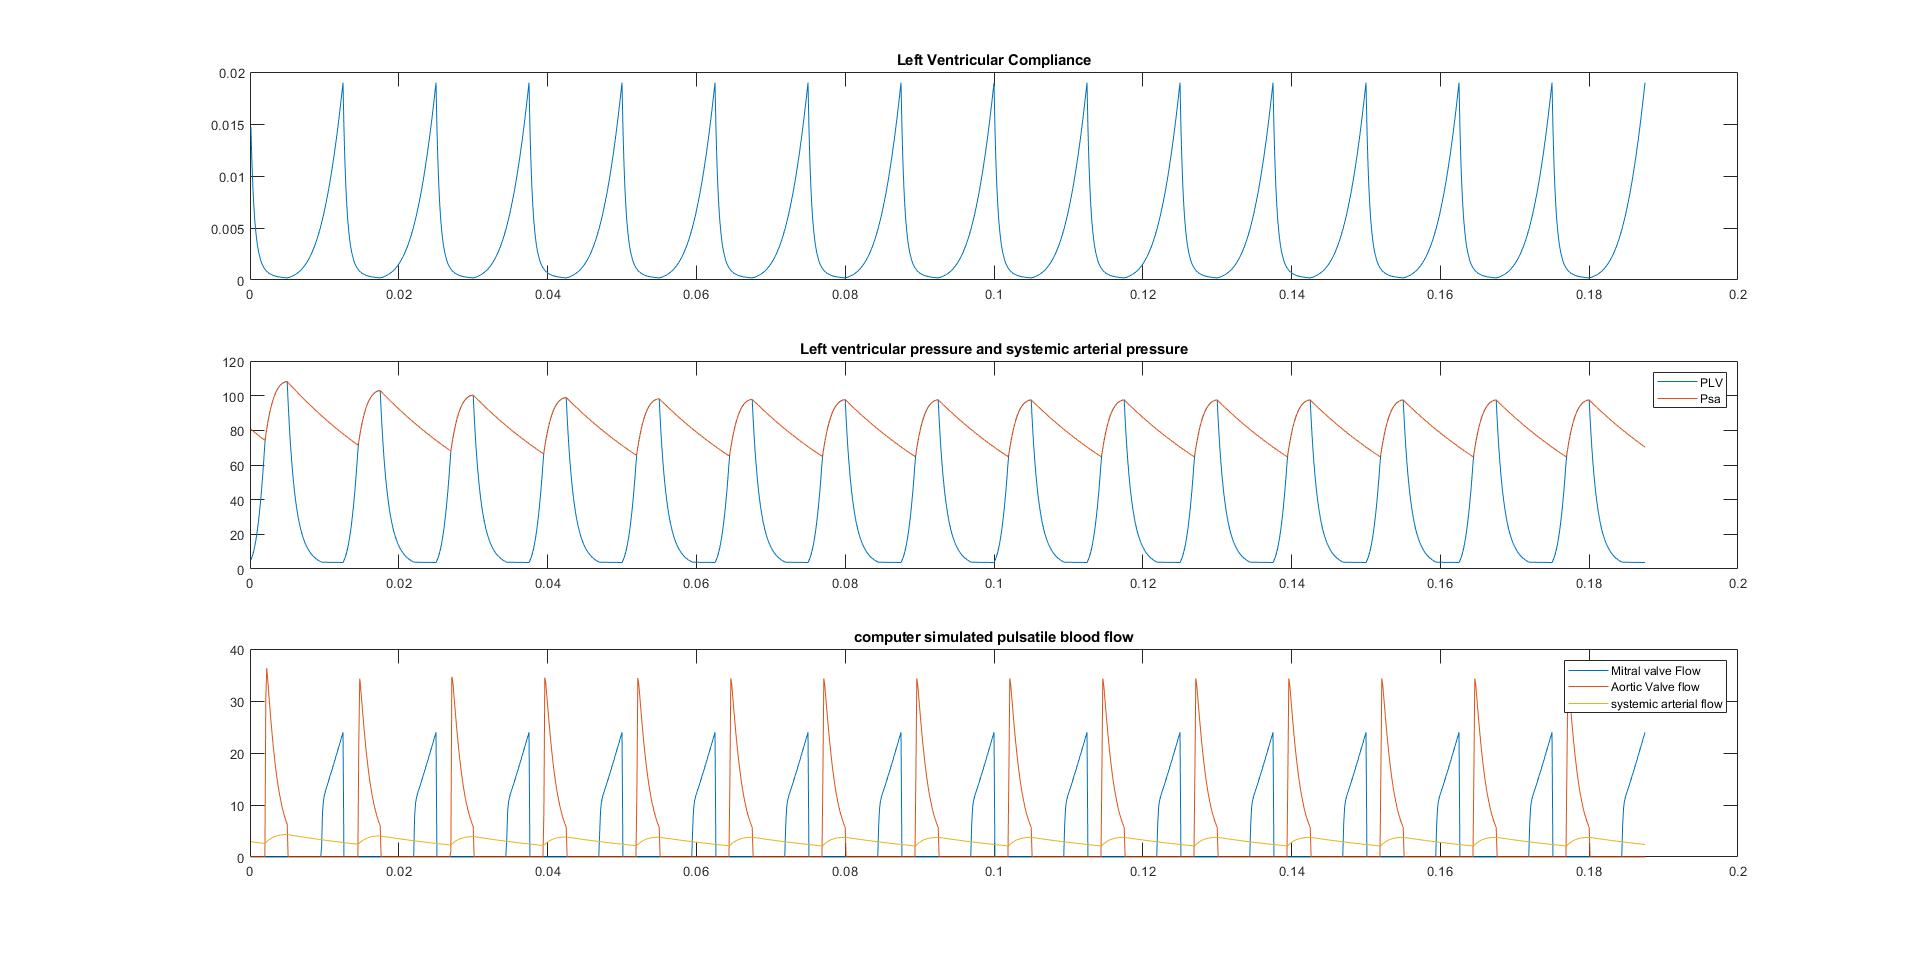 Left Ventricular Compliance
0.02
0.015
0.01
0.005
0
0 0.02 0.04 0.06 0.08 0.1 0.12 0.14 0.16 0.18 0.2
Left ventricular pressure and systemic arterial pressure
120
100
80
60
40
20
0
PLV
Psa
0 0.02 0.04 0.06 0.08 0.1 0.12 0.14 0.16 0.18 0.2
computer simulated pulsatile blood flow
40
30
20
10
0
Mitral valve Flow
Aortic Valve flow
systemic arterial flow
0 0.02 0.04 0.06 0.08 0.1 0.12 0.14 0.16 0.18 0.2